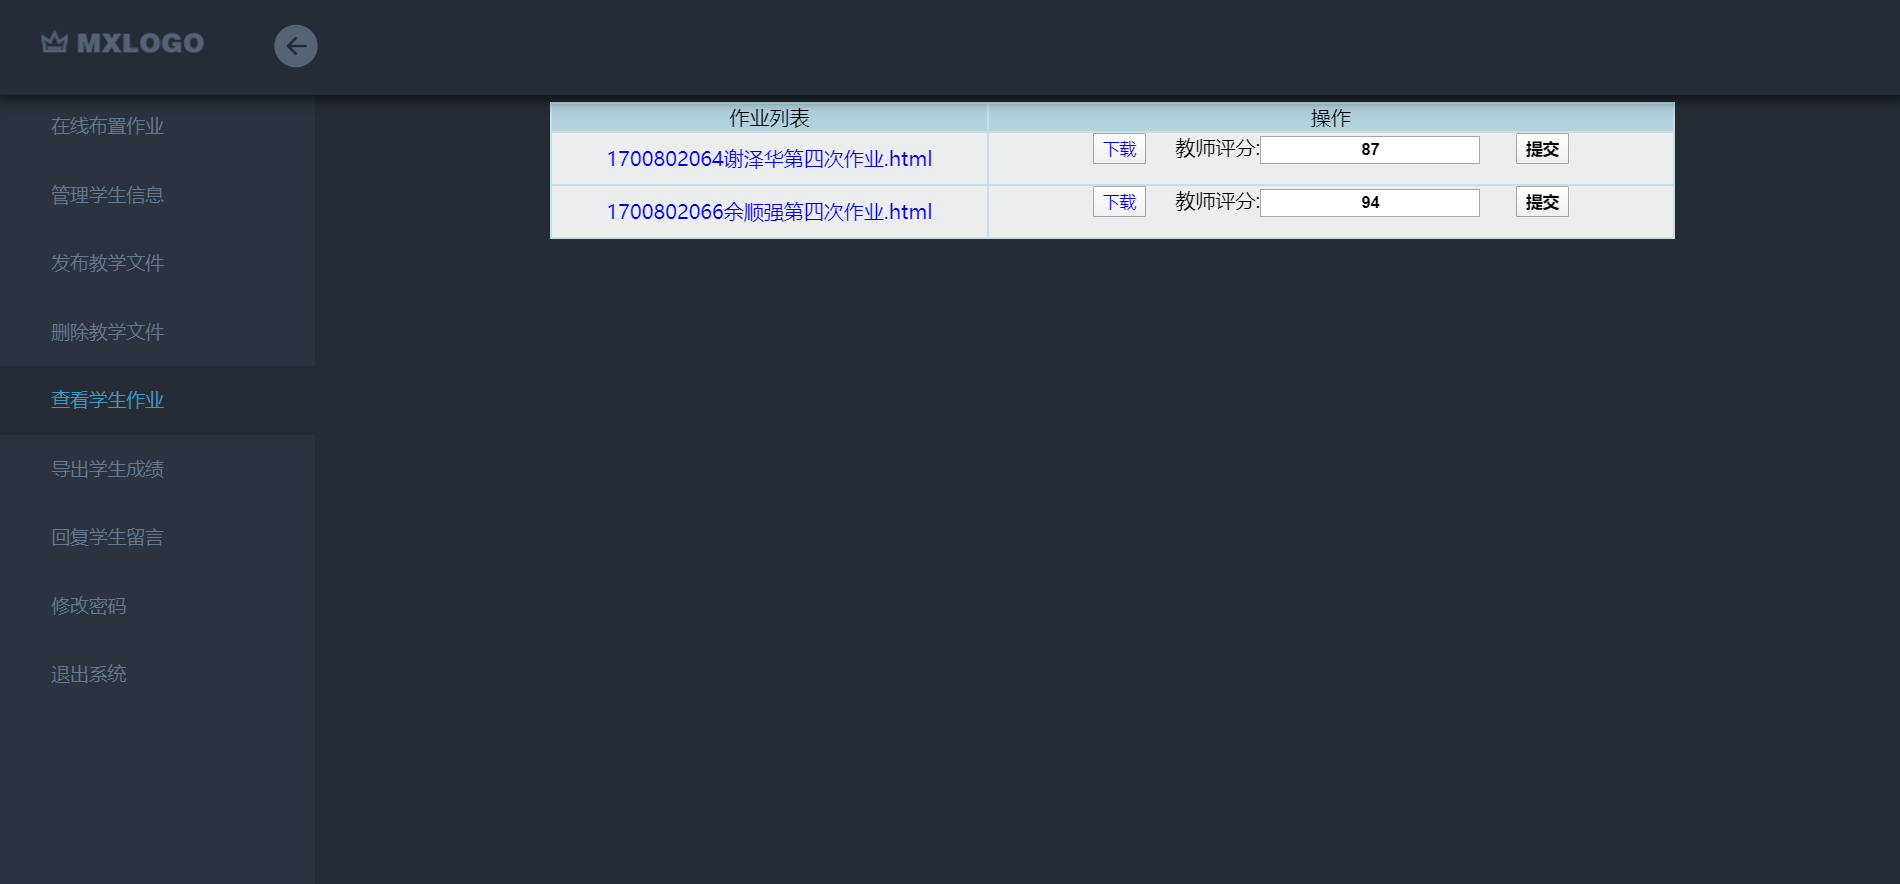 MXLOGO
在线布置作业
管理学生信息
发布教学文件
删除教学文件
查看学生作业
导出学生成绩
回复学生留言
修改密码
退出系统
作业列表 操作
1700802064谢泽华第四次作业.html 下载 教师评分: 87 提交
1700802066余顺强第四次作业.html 下载 教师评分: 94 提交